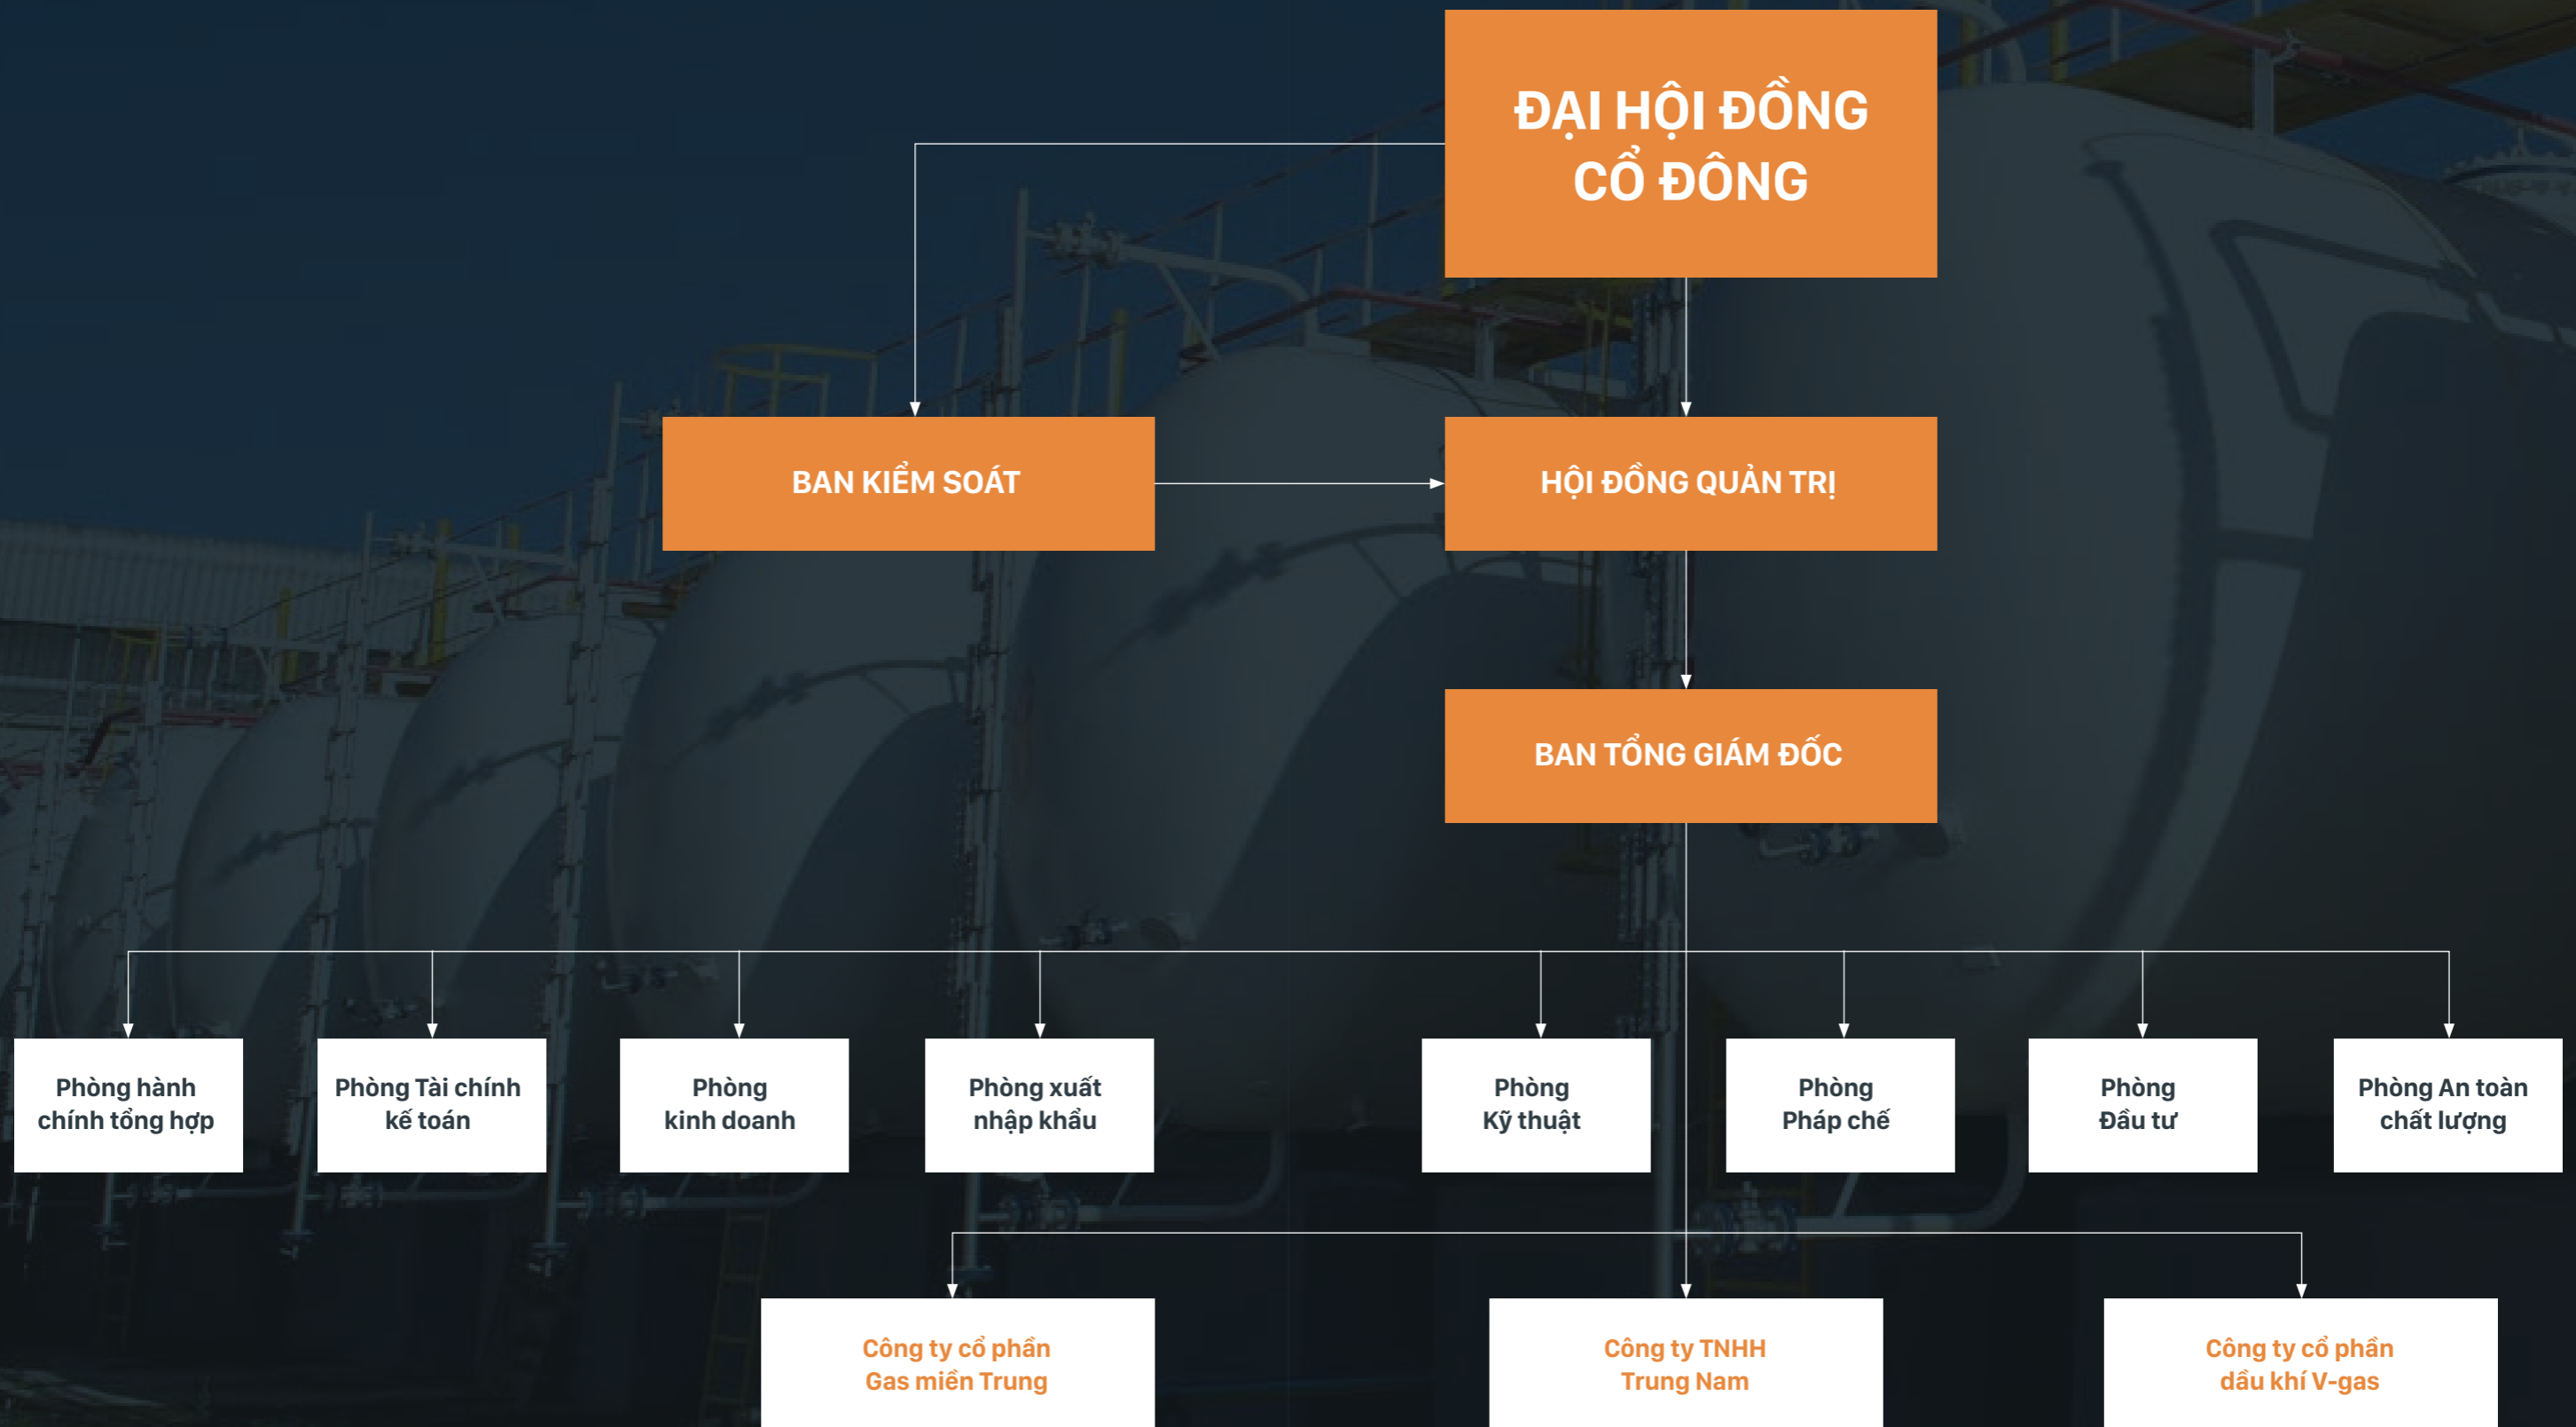 ĐẠI HỘI ĐỒNG
CỔ ĐÔNG
BAN KIỂM SOÁT
HỘI ĐỒNG QUẢN TRỊ
BAN TỔNG GIÁM ĐỐC
Phòng hành
chính tổng hợp
Phòng Tài chính
kế toán
Phòng
kinh doanh
Phòng xuất
nhập khẩu
Phòng
Kỹ thuật
Phòng
Pháp chế
Phòng
Đầu tư
Phòng An toàn
chất lượng
Công ty cổ phần
Gas miền Trung
Công ty TNHH
Trung Nam
Công ty cổ phần
dầu khí V-gas